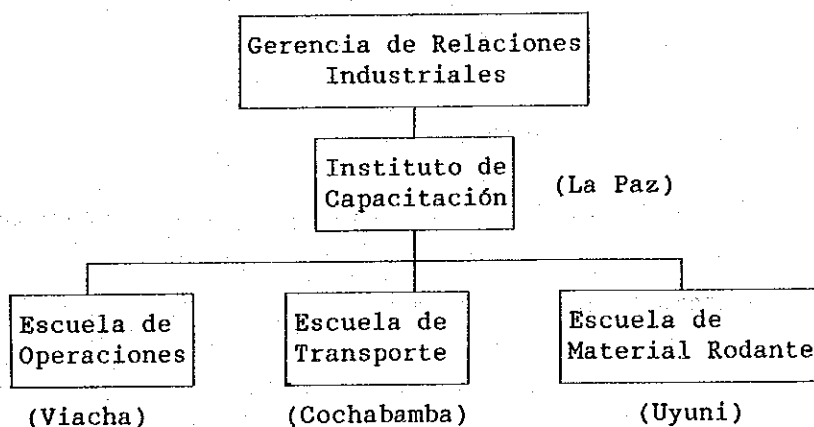 Gerencia de Relaciones
Industriales
Instituto de
Capacitación
(La Paz)
Escuela de
Operaciones
(Viacha)
Escuela de
Transporte
(Cochabamba)
Escuela de
Material Rodante
(Uyuni)